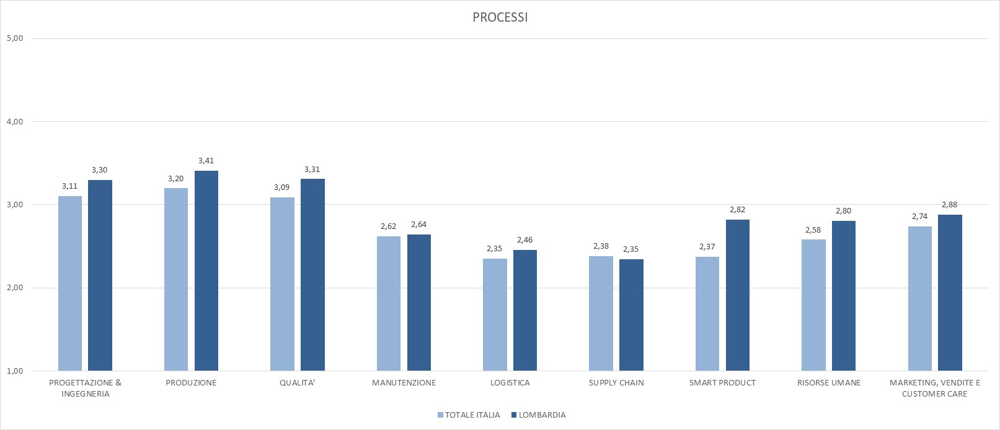 PROCESSI
5,00
4,00
3,00
2,00
1,00
3,11
3,30
3,20
3,41
3,09
3,31
2,62
2,64
2,35
2,46
2,38
2,35
2,37
2,82
2,58
2,80
2,74
2,88
PROGETTAZIONE &
INGEGNERIA
PRODUZIONE
QUALITA'
MANUTENZIONE
LOGISTICA
SUPPLY CHAIN
SMART PRODUCT
RISORSE UMANE
MARKETING, VENDITE E
CUSTOMER CARE
TOTALE ITALIA
LOMBARDIA